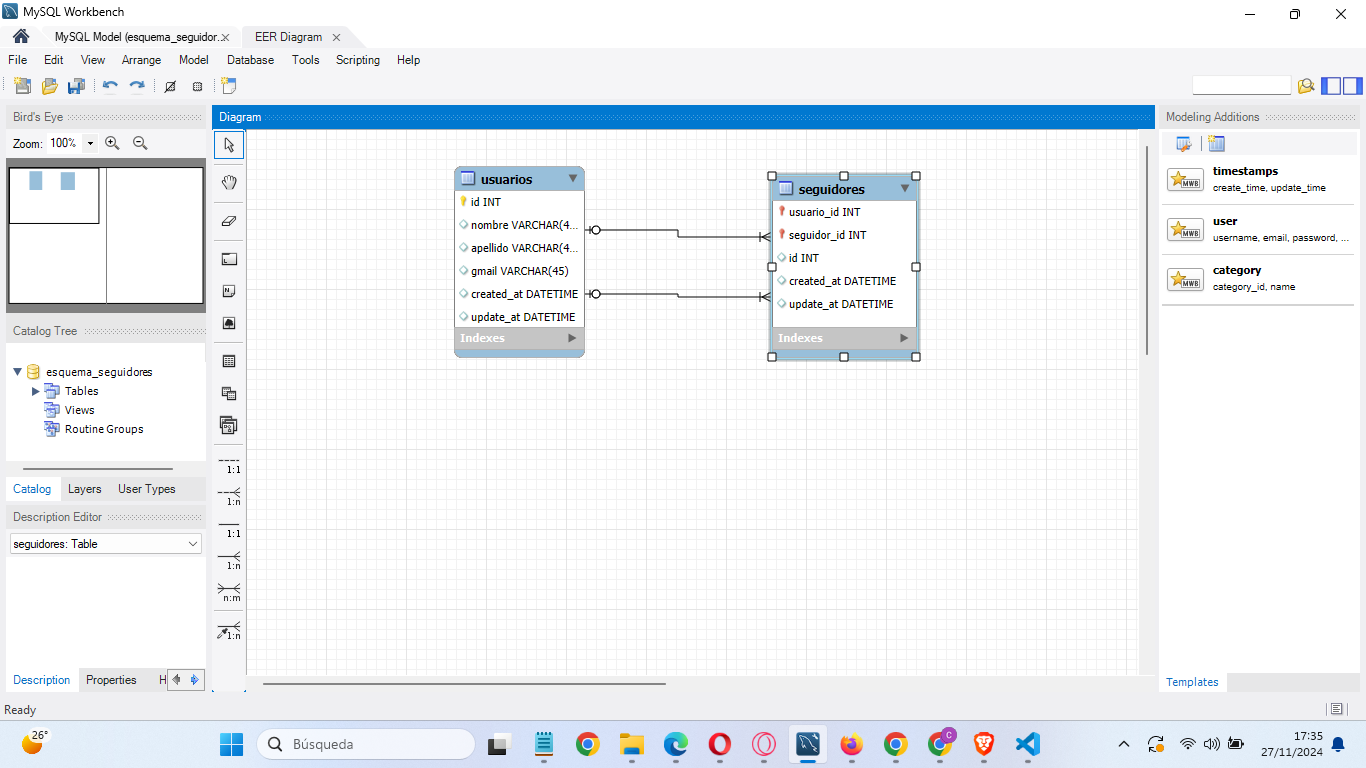 MySQL Workbench
MySQL Model (esquema_seguidor...
EER Diagram
File Edit View Arrange Model Database Tools Scripting Help
Bird's Eye
Zoom: 100%
Catalog Tree
esquema_seguidores
Tables
Views
Routine Groups
Catalog Layers User Types
Description Editor
seguidores: Table
Description Properties H
Diagram
1:1
1:n
1:1
1:n
n:m
1:n
usuarios
id INT
nombre VARCHAR(4...
apellido VARCHAR(4...
gmail VARCHAR(45)
created_at DATETIME
update_at DATETIME
Indexes
seguidores
usuario_id INT
seguidor_id INT
id INT
created_at DATETIME
update_at DATETIME
Indexes
Modeling Additions
MWB
timestamps
create_time, update_time
MWB
user
username, email, password, ...
MWB
category
category_id, name
Templates
Ready
26°
Búsqueda
C
17:35
27/11/2024